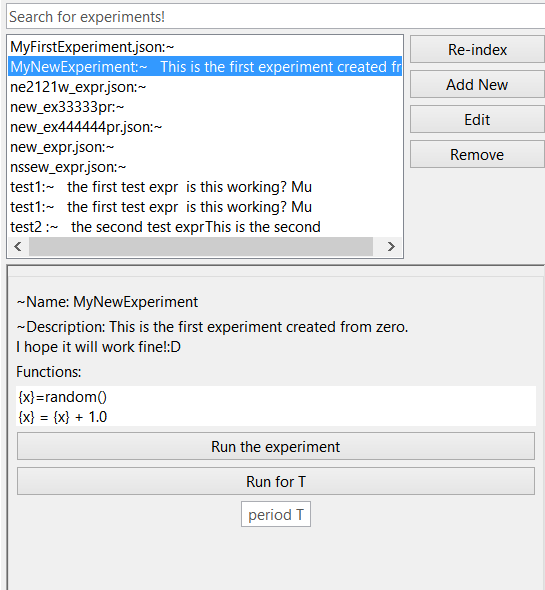 Search for experiments!
MyFirstExperiment.json:~
MyNewExperiment:~   This is the first experiment created fr
ne2121w_expr.json:~
new_ex33333pr:~
new_ex444444pr.json:~
new_expr.json:~
nssew_expr.json:~
test1:~   the first test expr  is this working? Mu
test1:~   the first test expr  is this working? Mu
test2 :~   the second test exprThis is the second
Re-index
Add New
Edit
Remove
~Name: MyNewExperiment
~Description: This is the first experiment created from zero.
I hope it will work fine!:D
Functions:
{x}=random()
{x} = {x} + 1.0
Run the experiment
Run for T
period T